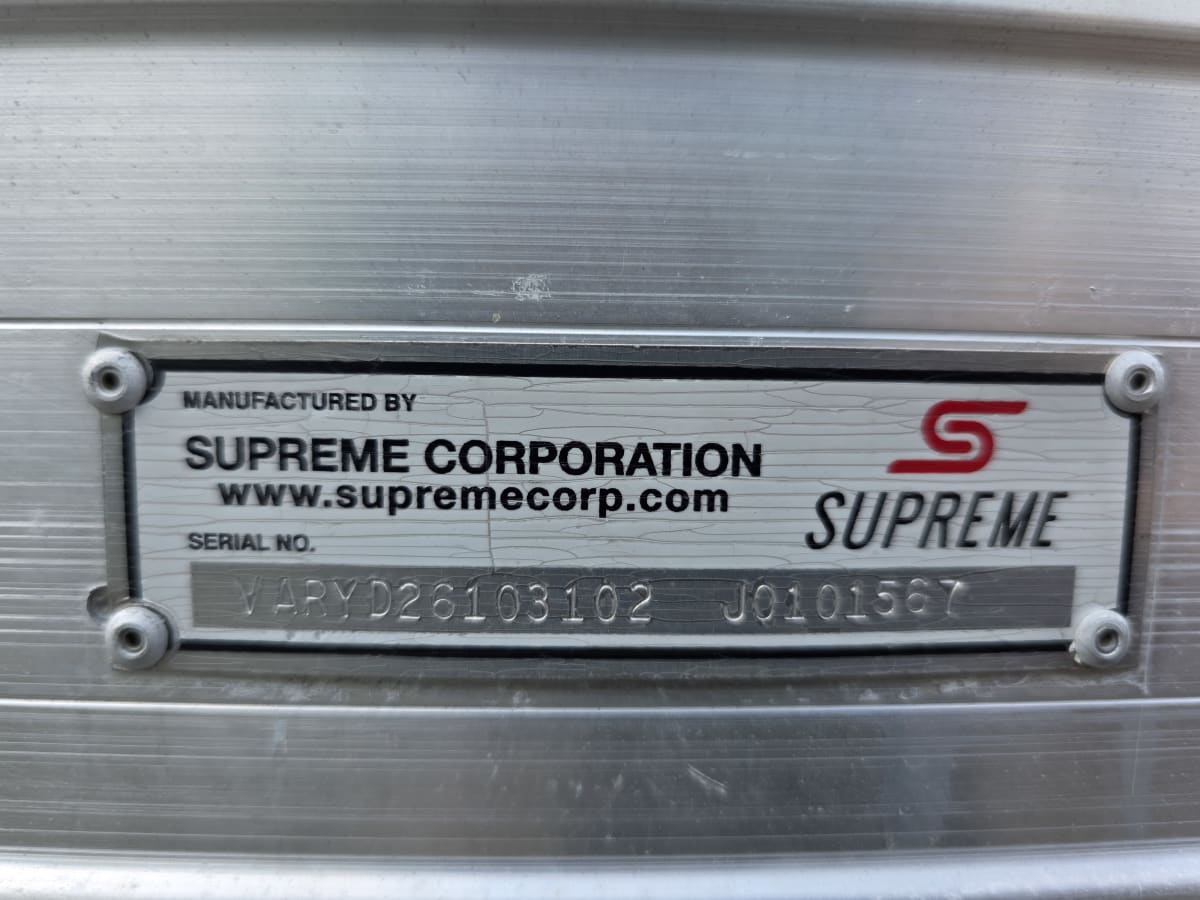 MANUFACTURED BY
SUPREME CORPORATION
www.supremecorp.com
SUPREME
SERIAL NO.
VARYD26103102 J0101567